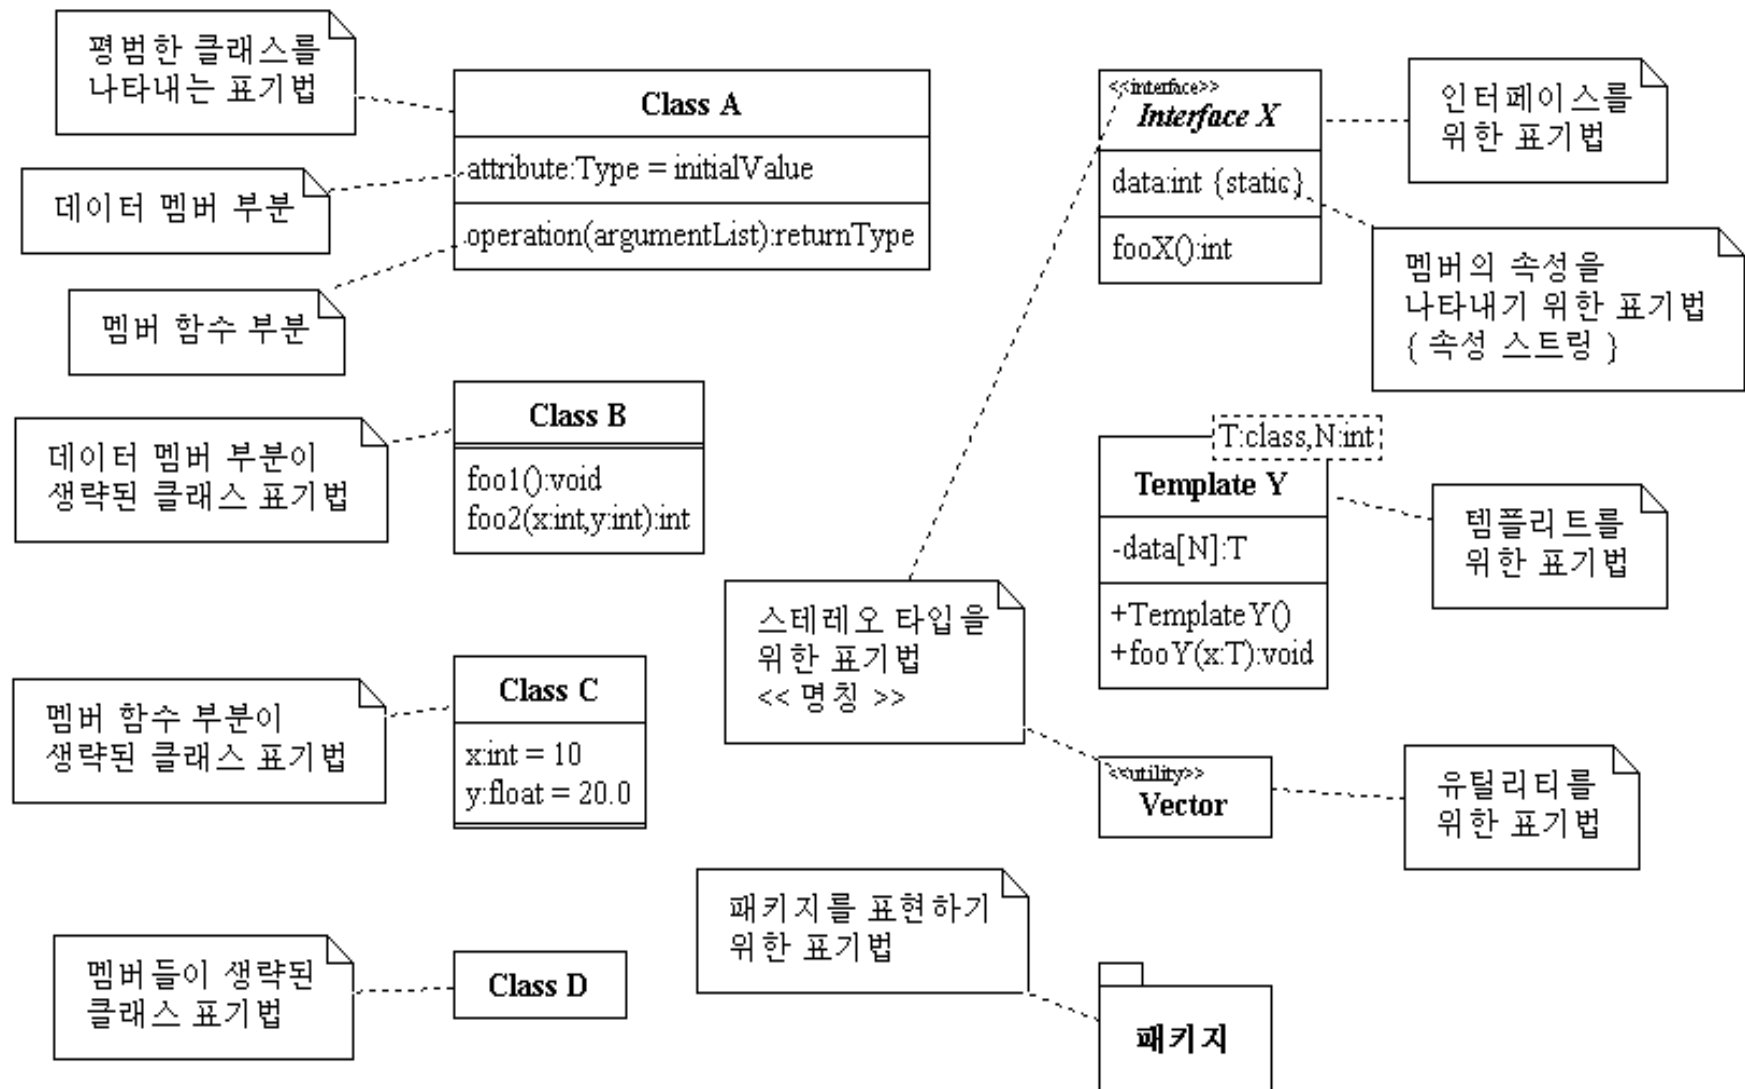 평범한 클래스를
나타내는 표기법
Class A
attribute:Type = initialValue
operation(argumentList):returnType
데이터 멤버 부분
멤버 함수 부분
Class B
foo1():void
foo2(x:int,y:int):int
데이터 멤버 부분이
생략된 클래스 표기법
Class C
x:int = 10
y:float = 20.0
멤버 함수 부분이
생략된 클래스 표기법
멤버들이 생략된
클래스 표기법
Class D
<<interface>>
Interface X
data:int {static}
fooX():int
인터페이스를
위한 표기법
멤버의 속성을
나타내기 위한 표기법
{ 속성 스트링 }
T:class,N:int
Template Y
-data[N]:T
+TemplateY()
+fooY(x:T):void
템플리트를
위한 표기법
스테레오 타입을
위한 표기법
<< 명칭 >>
<<utility>>
Vector
유틸리티를
위한 표기법
패키지를 표현하기
위한 표기법
패키지